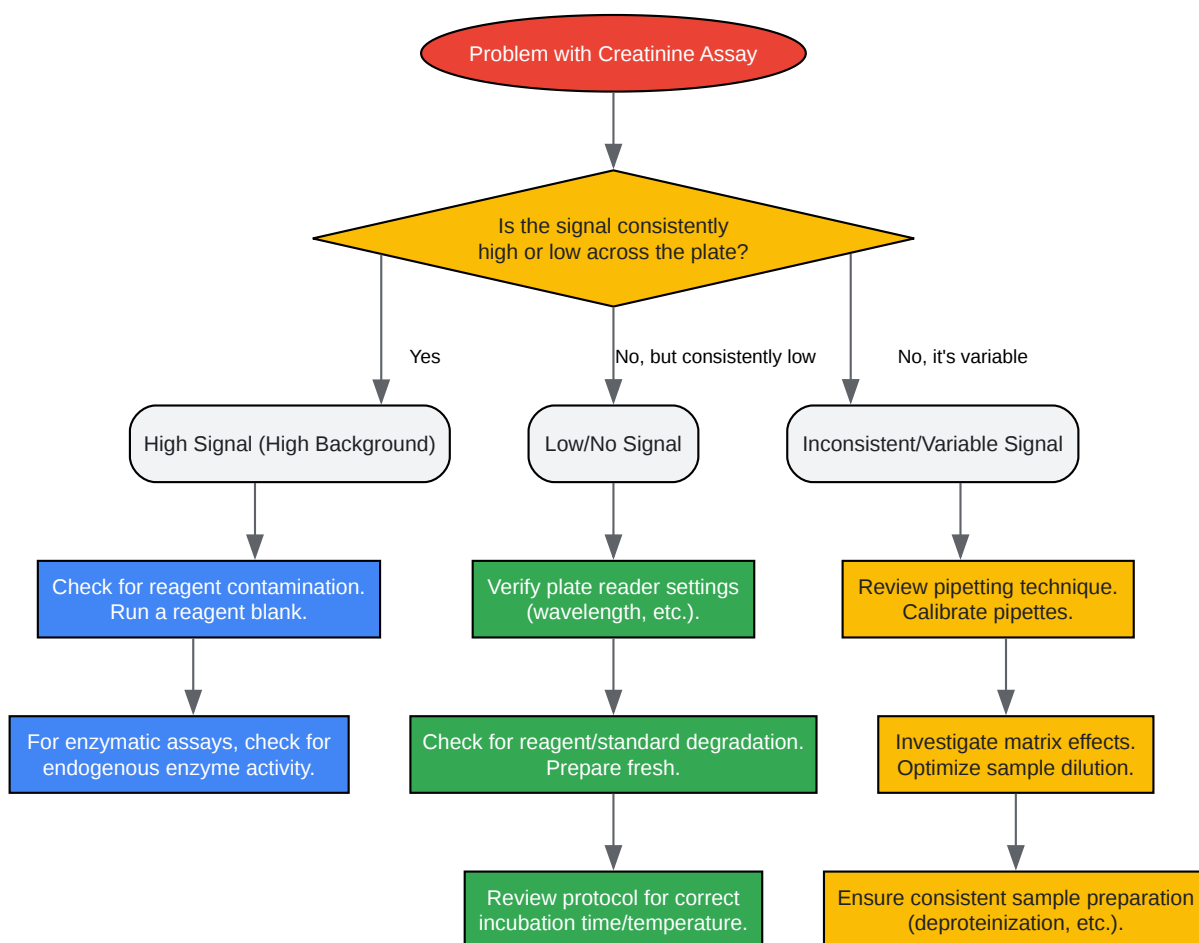 Problem with Creatinine Assay
Is the signal consistently
high or low across the plate?
Yes
No, but consistently low
No, it's variable
High Signal (High Background)
Low/No Signal
Inconsistent/Variable Signal
Check for reagent contamination.
Run a reagent blank.
Verify plate reader settings
(wavelength, etc.).
Review pipetting technique.
Calibrate pipettes.
For enzymatic assays, check for
endogenous enzyme activity.
Check for reagent/standard degradation.
Prepare fresh.
Investigate matrix effects.
Optimize sample dilution.
Review protocol for correct
incubation time/temperature.
Ensure consistent sample preparation
(deproteinization, etc.).